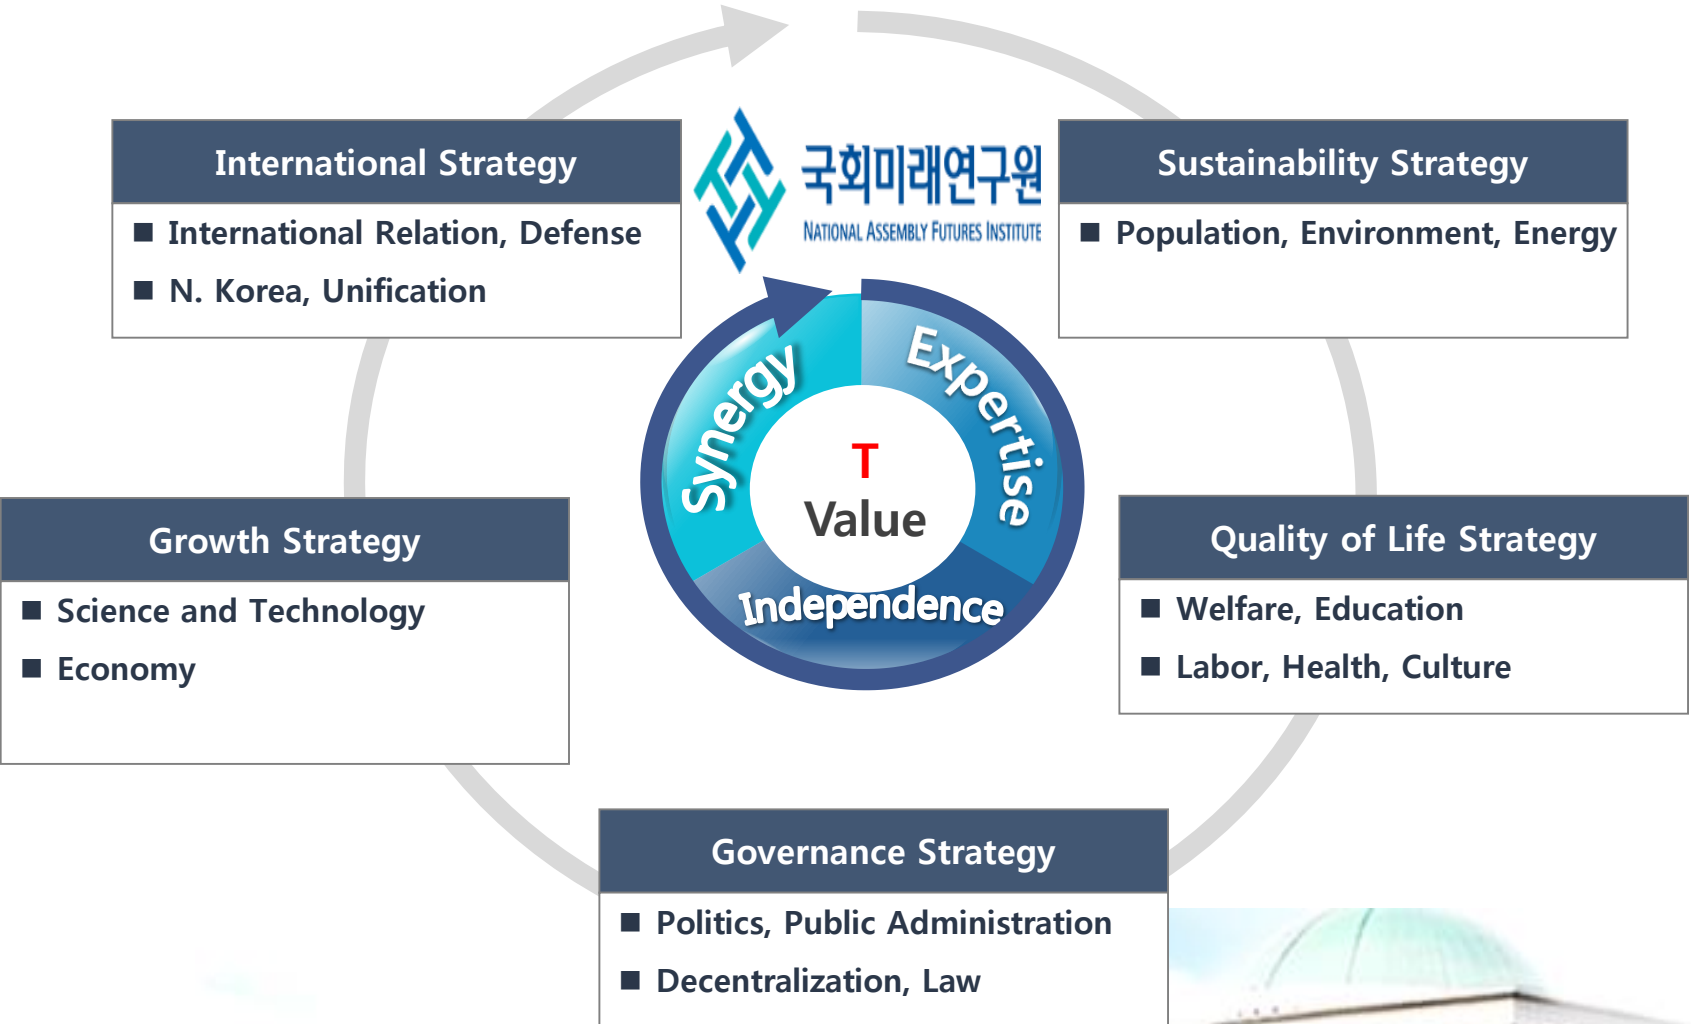 International Strategy
■ International Relation, Defense
■ N. Korea, Unification
국회미래연구원
NATIONAL ASSEMBLY FUTURES INSTITUTE
Sustainability Strategy
■ Population, Environment, Energy
Synergy
Expertise
Independence
T
Value
Growth Strategy
■ Science and Technology
■ Economy
Quality of Life Strategy
■ Welfare, Education
■ Labor, Health, Culture
Governance Strategy
■ Politics, Public Administration
■ Decentralization, Law